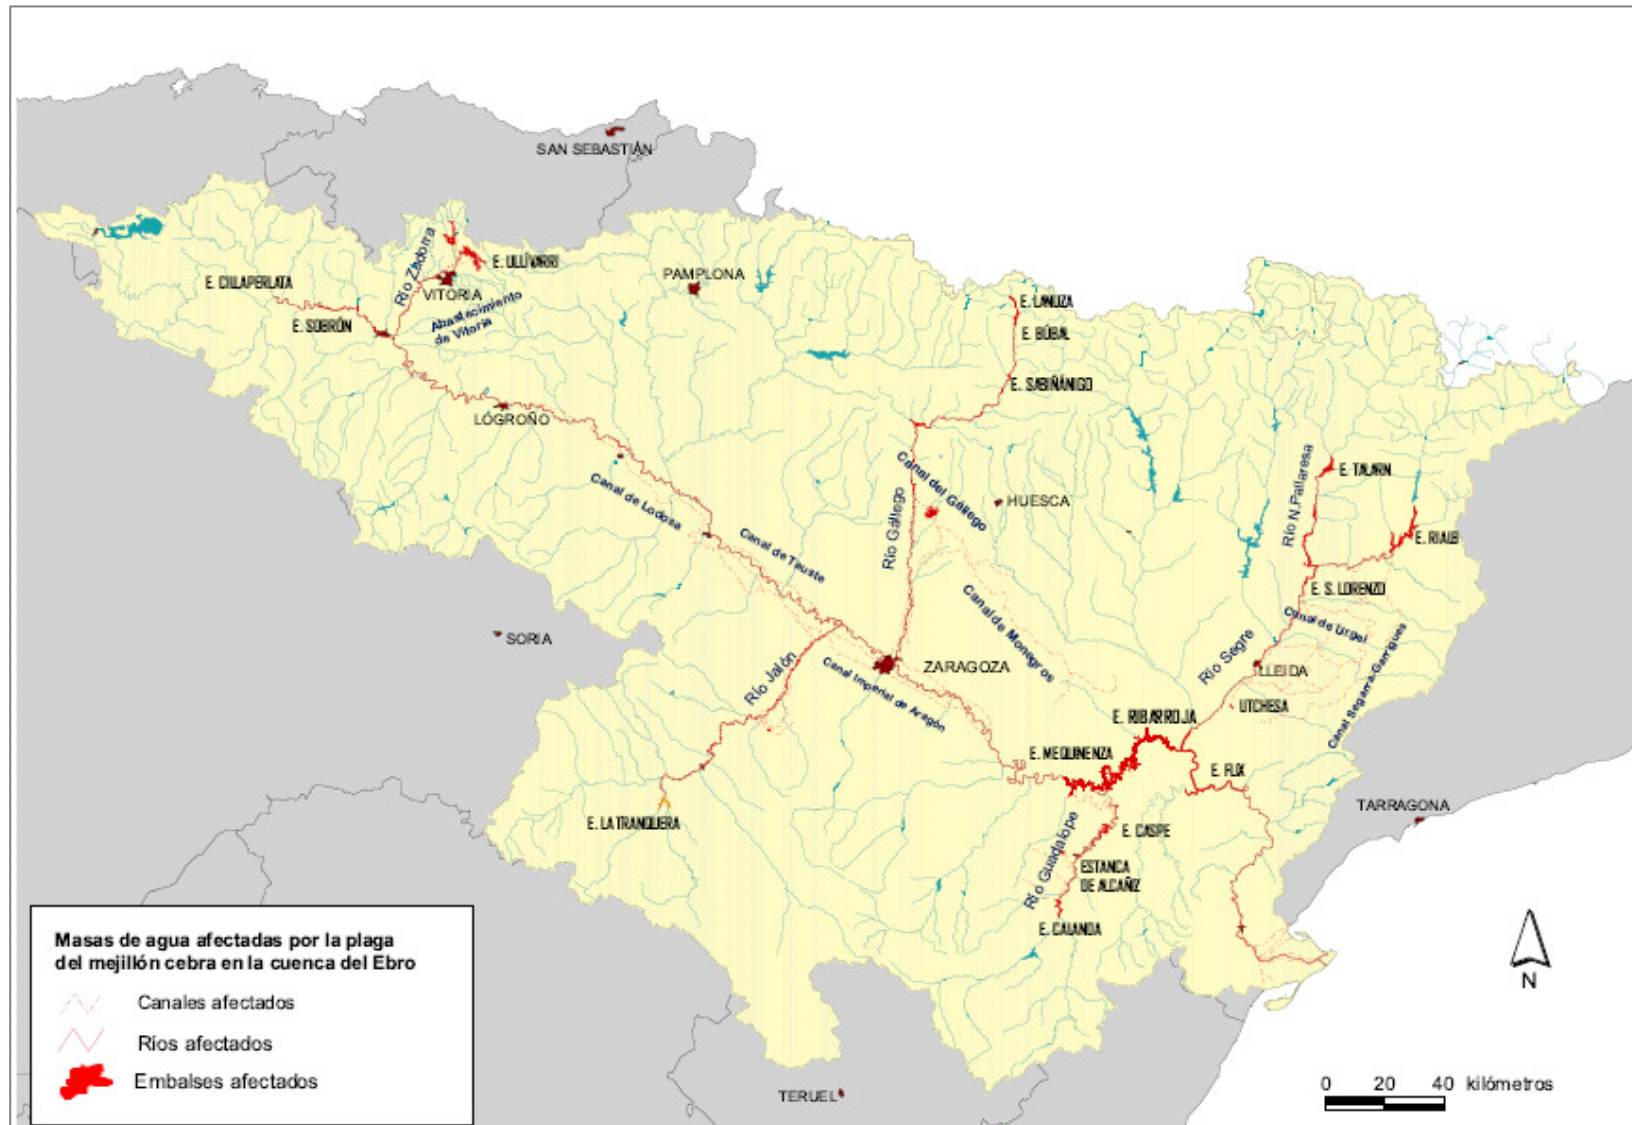 SAN SEBASTIÁN
Río Zadorra
E. ULLÍVARRI
E. CILLAPERLATA
VITORIA
PAMPLONA
Abastecimiento
de Vitoria
E. SOBRÓN
E. LANUZA
E. BÚBAL
E. SABIÑÁNIGO
LOGROÑO
Canal de Lodosa
Canal de Tauste
Río Gállego
Canal del Gállego
HUESCA
Río N.Pallaresa
E. TALARN
E. RIALB
E. S. LORENZO
Canal de Urgel
Canal de Monegros
Canal Segarra-Garrigues
SORIA
Río Jalón
Canal Imperial de Aragón
ZARAGOZA
Río Segre
LLEIDA
UTCHESA
E. RIBARROJA
E. MEQUINENZA
E. FLIX
E. LA TRANQUERA
TARRAGONA
Río Guadalope
E. CASPE
ESTANCA
DE ALCAÑIZ
E. CALANDA
Masas de agua afectadas por la plaga
del mejillón cebra en la cuenca del Ebro
Canales afectados
Ríos afectados
Embalses afectados
TERUEL
N
0 20 40 kilómetros